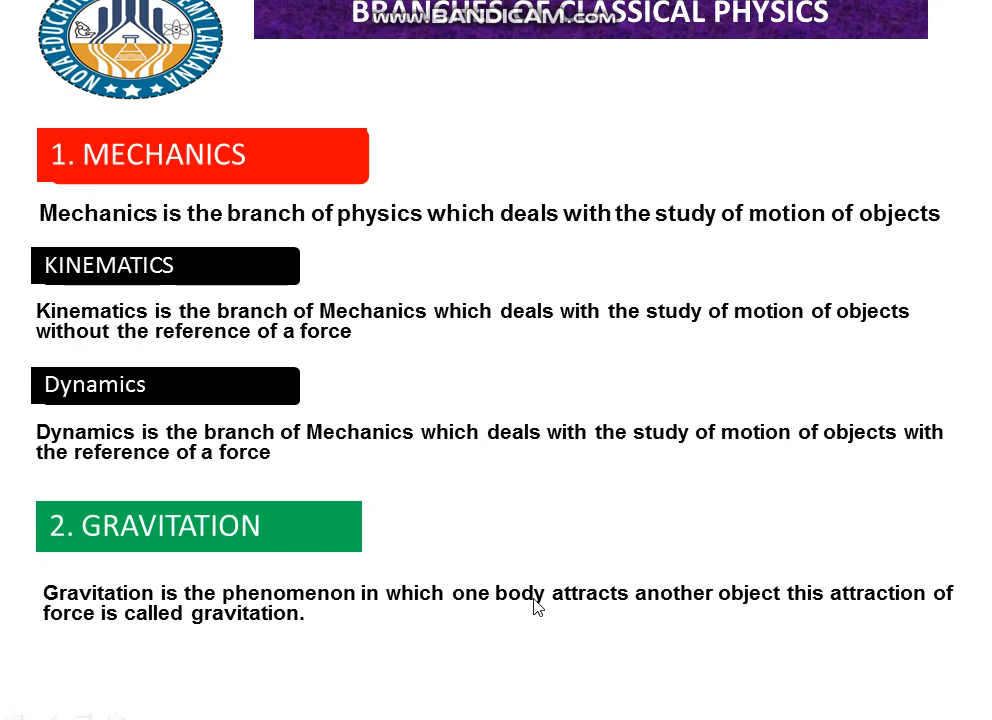 BRANCHES OF CLASSICAL PHYSICS
www.BANDICAM.com
NOVA EDUCAT EMY LARKANA
1. MECHANICS
Mechanics is the branch of physics which deals with the study of motion of objects
KINEMATICS
Kinematics is the branch of Mechanics which deals with the study of motion of objects
without the reference of a force
Dynamics
Dynamics is the branch of Mechanics which deals with the study of motion of objects with
the reference of a force
2. GRAVITATION
Gravitation is the phenomenon in which one body attracts another object this attraction of
force is called gravitation.